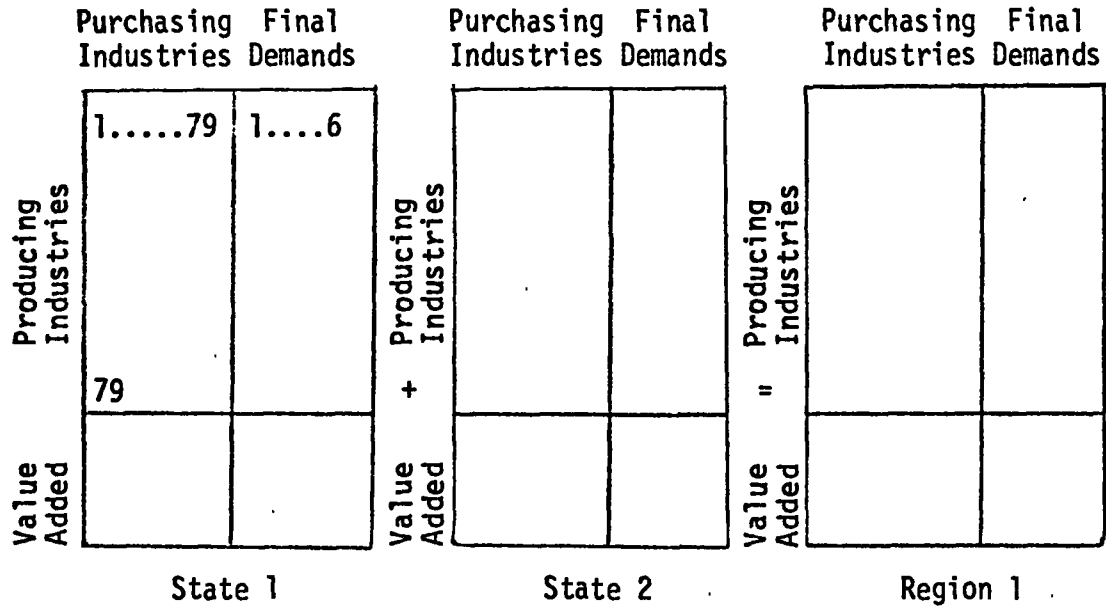 Purchasing Final
Industries Demands
Purchasing Final
Industries Demands
Purchasing Final
Industries Demands
1.....79 1....6
Producing
Industries
79
Value
Added
+
Producing
Industries
Value
Added
=
Producing
Industries
Value
Added
State 1
State 2
Region 1